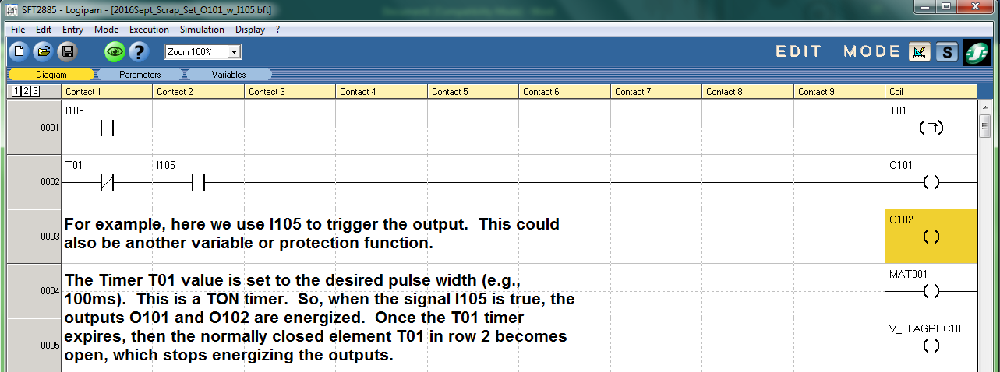 SFT2885 - Logipam - [2016Sept_Scrap_Set_O101_w_I105.bft]
File Edit Entry Mode Execution Simulation Display ?
? Zoom 100% EDIT MODE S
Diagram Parameters Variables
1 2 3 Contact 1 Contact 2 Contact 3 Contact 4 Contact 5 Contact 6 Contact 7 Contact 8 Contact 9 Coil
I105 T01
0001 T
T01 I105 O101
0002
For example, here we use I105 to trigger the output. This could
also be another variable or protection function.
O102
0003
The Timer T01 value is set to the desired pulse width (e.g.,
100ms). This is a TON timer. So, when the signal I105 is true, the
outputs O101 and O102 are energized. Once the T01 timer
expires, then the normally closed element T01 in row 2 becomes
open, which stops energizing the outputs.
MAT001
0004
V_FLAGREC10
0005